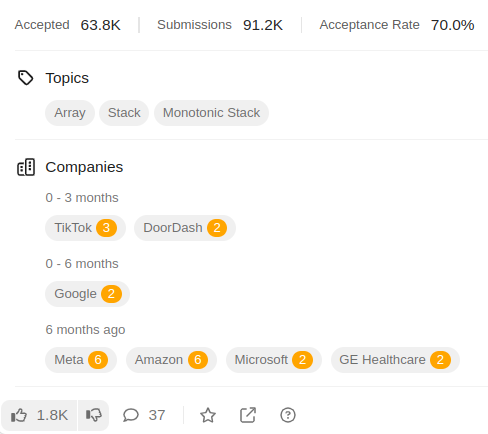 Accepted 63.8K Submissions 91.2K Acceptance Rate 70.0%
Topics
Array Stack Monotonic Stack
Companies
0 - 3 months
TikTok 3 DoorDash 2
0 - 6 months
Google 2
6 months ago
Meta 6 Amazon 6 Microsoft 2 GE Healthcare 2
1.8K 37